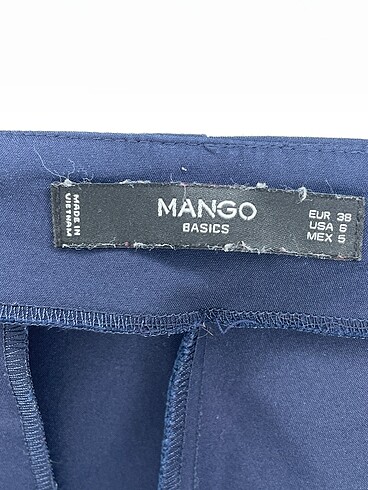 MADE IN
VIETNAM
MANGO
BASICS
EUR 38
USA 6
MEX 5